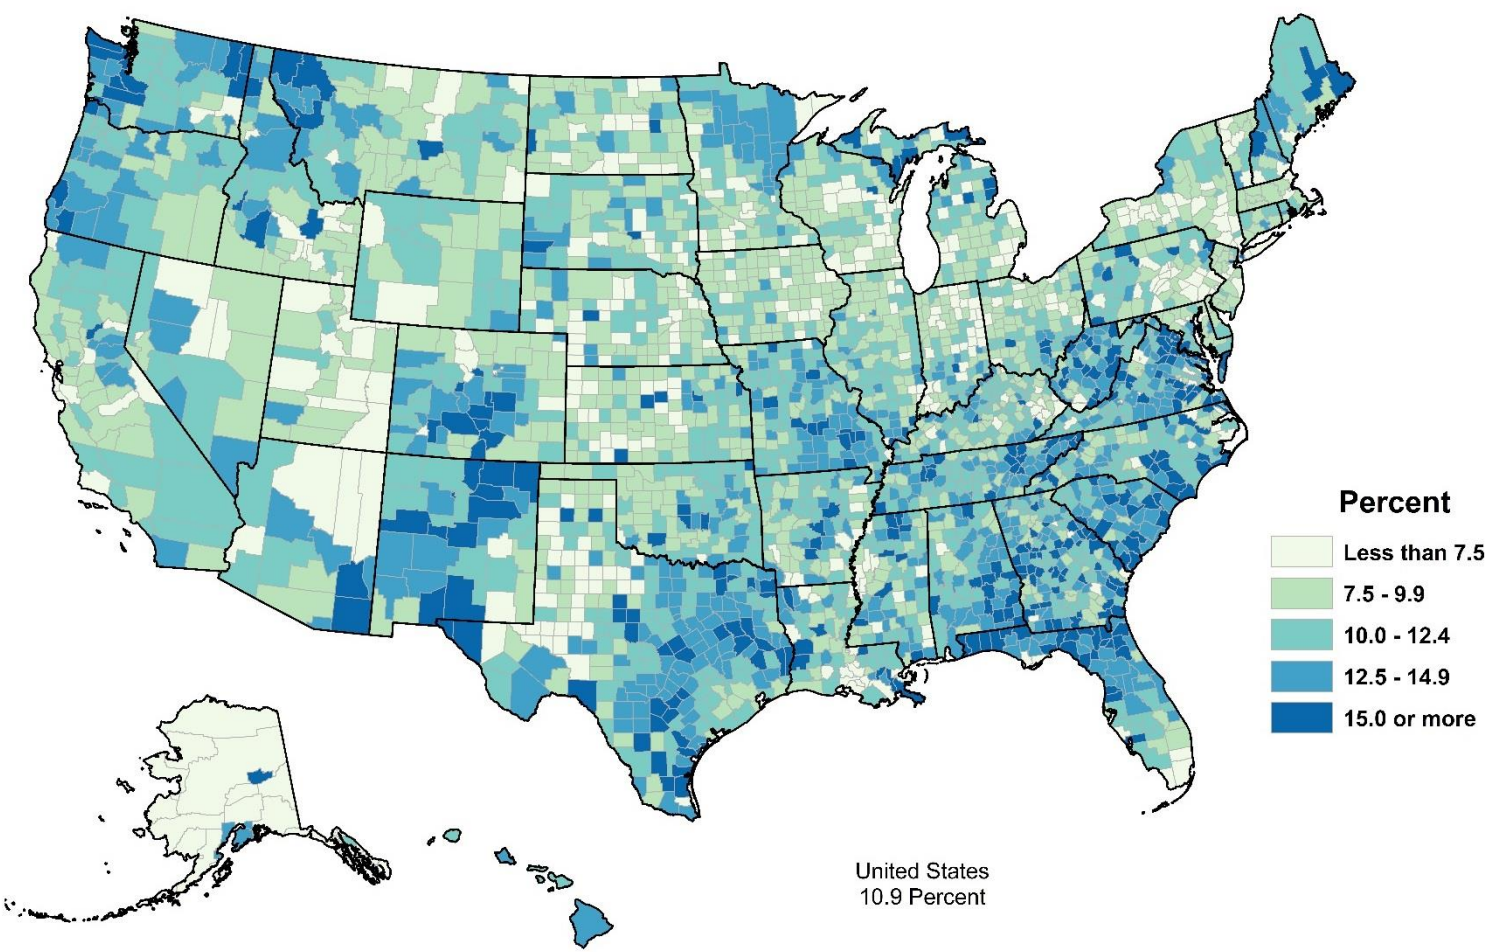 Percent
Less than 7.5
7.5 - 9.9
10.0 - 12.4
12.5 - 14.9
15.0 or more
United States
10.9 Percent